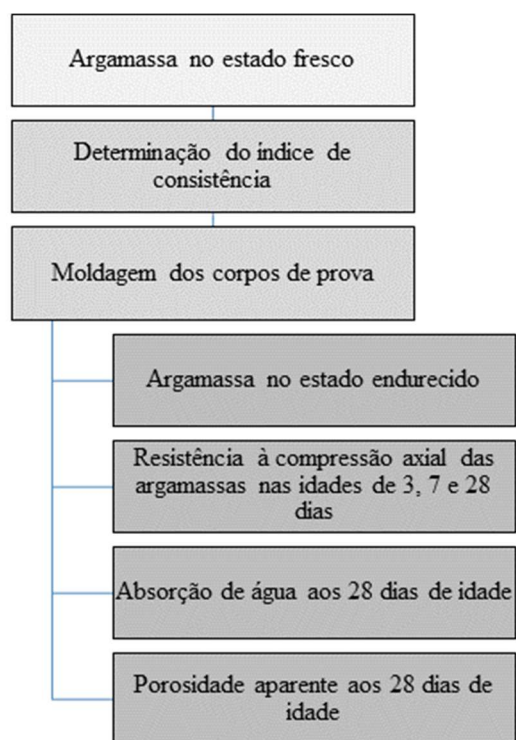 Argamassa no estado fresco
Determinação do índice de
consistência
Moldagem dos corpos de prova
Argamassa no estado endurecido
Resistência à compressão axial das
argamassas nas idades de 3, 7 e 28
dias
Absorção de água aos 28 dias de idade
Porosidade aparente aos 28 dias de
idade